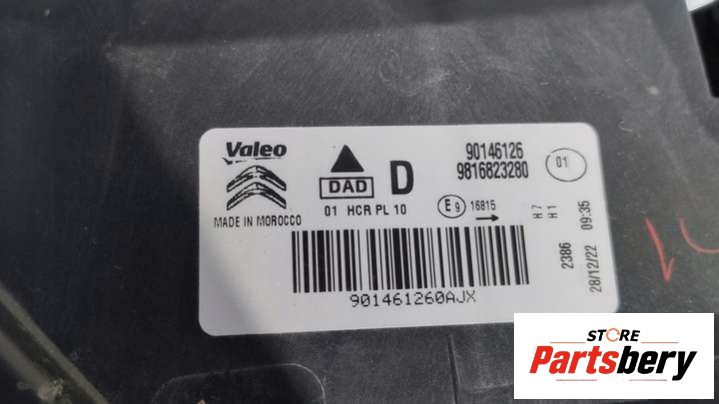 Valeo
MADE IN MOROCCO
DAD
D
01 HCR PL 10
90146126
9816823280
01
E9
16815
H7
H1
2386
28/12/22 09:35
901461260AJX
STORE
Partsbery